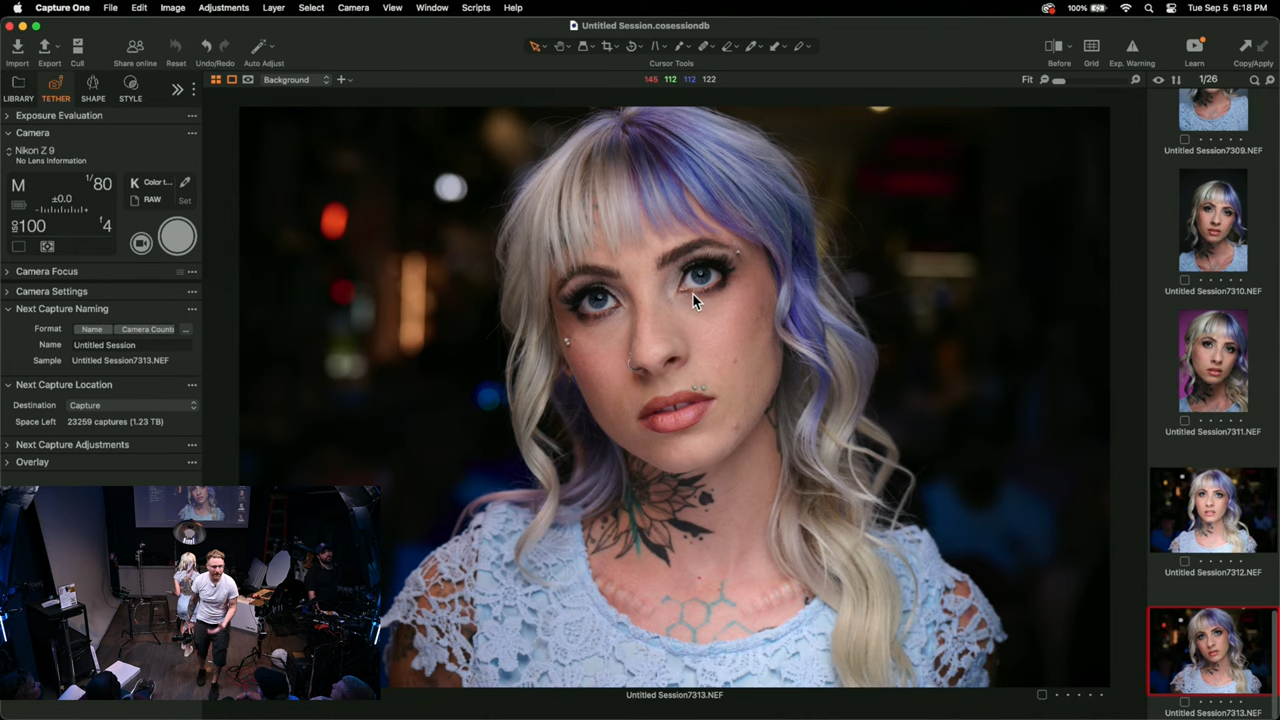 Capture One File Edit Image Adjustments Layer Select Camera View Window Scripts Help 100% Tue Sep 5 6:18 PM
Untitled Session.cosessiondb
Import Export Cull Share online Reset Undo/Redo Auto Adjust Cursor Tools Before Grid Exp. Warning Learn Copy/Apply
LIBRARY TETHER SHAPE STYLE
Background
145 112 112 122
Fit
1/26
Exposure Evaluation
Camera
Nikon Z 9
No Lens Information
M 1/80
±0.0
ISO 100 f4
K Color t...
RAW Set
Camera Focus
Camera Settings
Next Capture Naming
Format Name Camera Counti ...
Name Untitled Session
Sample Untitled Session7313.NEF
Next Capture Location
Destination Capture
Space Left 23259 captures (1.23 TB)
Next Capture Adjustments
Overlay
Untitled Session7313.NEF
Untitled Session7309.NEF
Untitled Session7310.NEF
Untitled Session7311.NEF
Untitled Session7312.NEF
Untitled Session7313.NEF